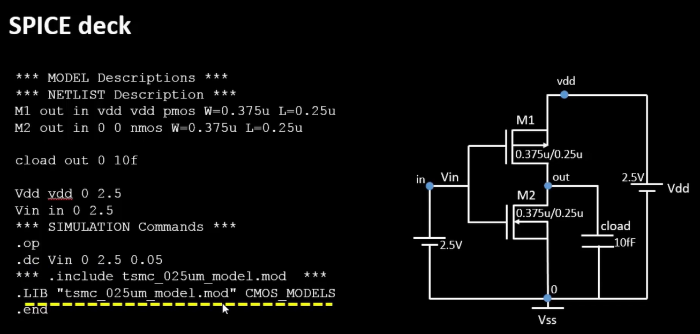 SPICE deck
*** MODEL Descriptions ***
*** NETLIST Description ***
M1 out in vdd vdd pmos W=0.375u L=0.25u
M2 out in 0 0 nmos W=0.375u L=0.25u
cload out 0 10f
Vdd vdd 0 2.5
Vin in 0 2.5
*** SIMULATION Commands ***
.op
.dc Vin 0 2.5 0.05
*** .include tsmc_025um_model.mod ***
.LIB "tsmc_025um_model.mod" CMOS_MODELS
.end
vdd
M1
0.375u/0.25u
in
Vin
out
2.5V
Vdd
M2
0.375u/0.25u
cload
10fF
2.5V
0
Vss